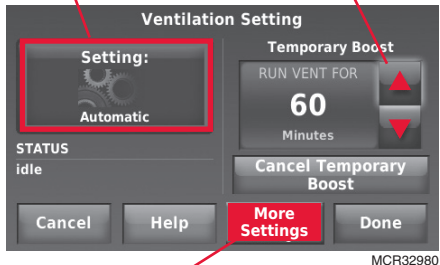 Ventilation Setting
Setting:
Automatic
STATUS
idle
Temporary Boost
RUN VENT FOR
60
Minutes
Cancel Temporary
Boost
Cancel
Help
More
Settings
Done
MCR32980